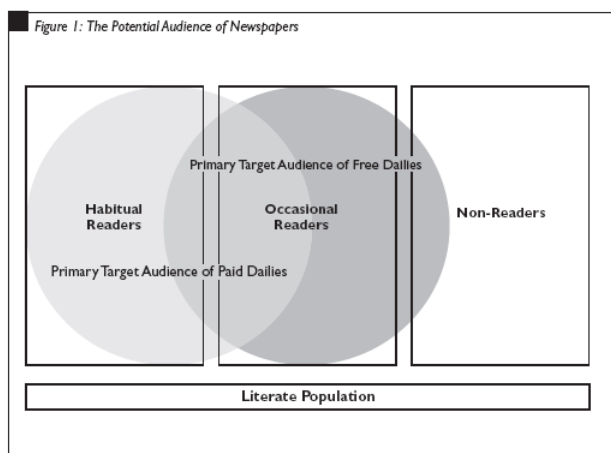 Figure 1: The Potential Audience of Newspapers
Primary Target Audience of Free Dailies
Habitual
Readers
Occasional
Readers
Non-Readers
Primary Target Audience of Paid Dailies
Literate Population